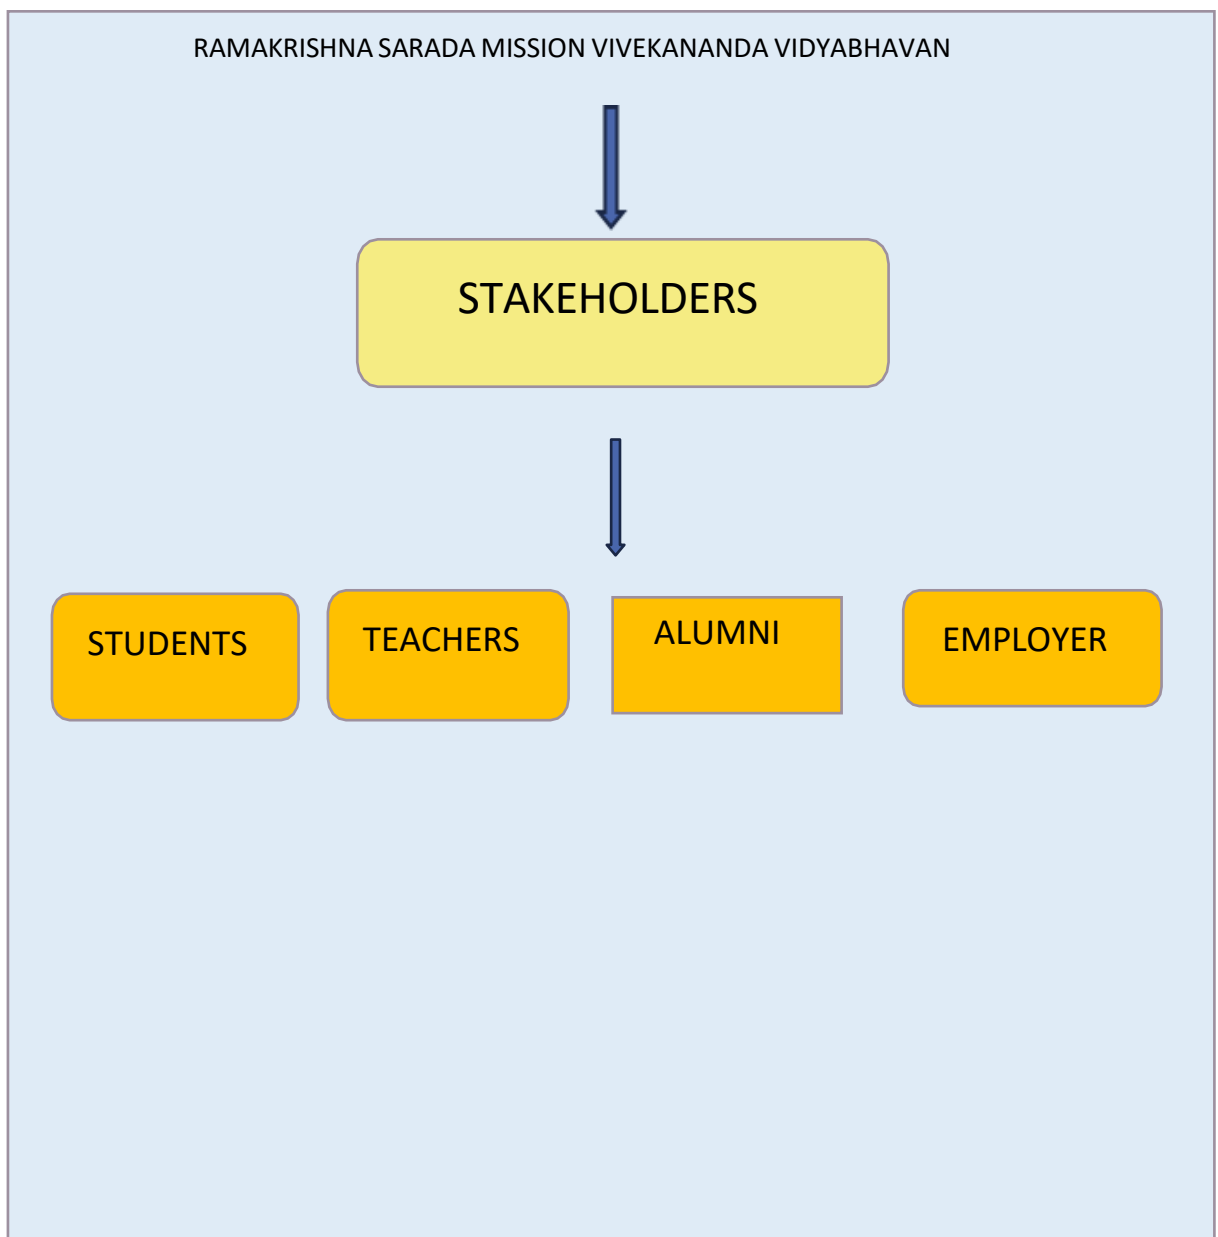 RAMAKRISHNA SARADA MISSION VIVEKANANDA VIDYABHAVAN
STAKEHOLDERS
STUDENTS
TEACHERS
ALUMNI
EMPLOYER